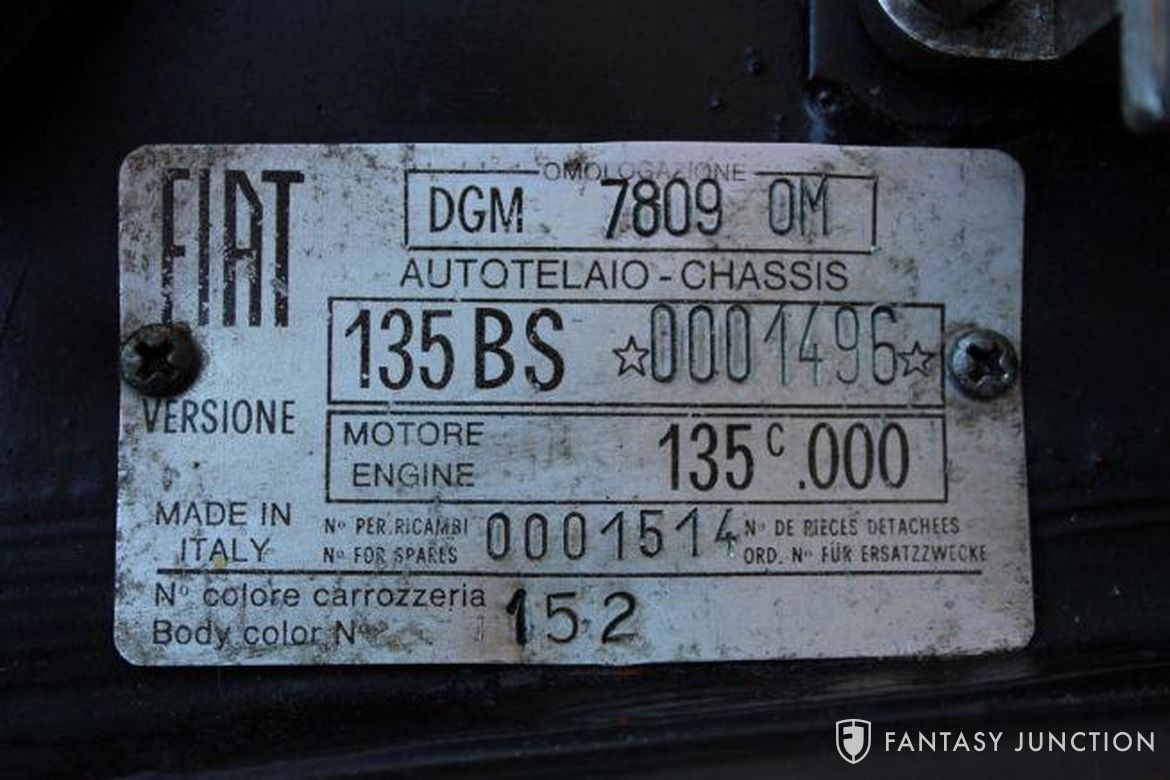 FIAT
OMOLOGAZIONE
DGM 7809 OM
AUTOTELAIO - CHASSIS
135 BS ☆0001496☆
VERSIONE
MOTORE
ENGINE
135 C .000
MADE IN
ITALY
Nº PER RICAMBI
Nº FOR SPARES
0001514
Nº DE PIECES DETACHEES
ORD. Nº FÜR ERSATZZWECKE
Nº colore carrozzeria
Body color Nº
152
FANTASY JUNCTION